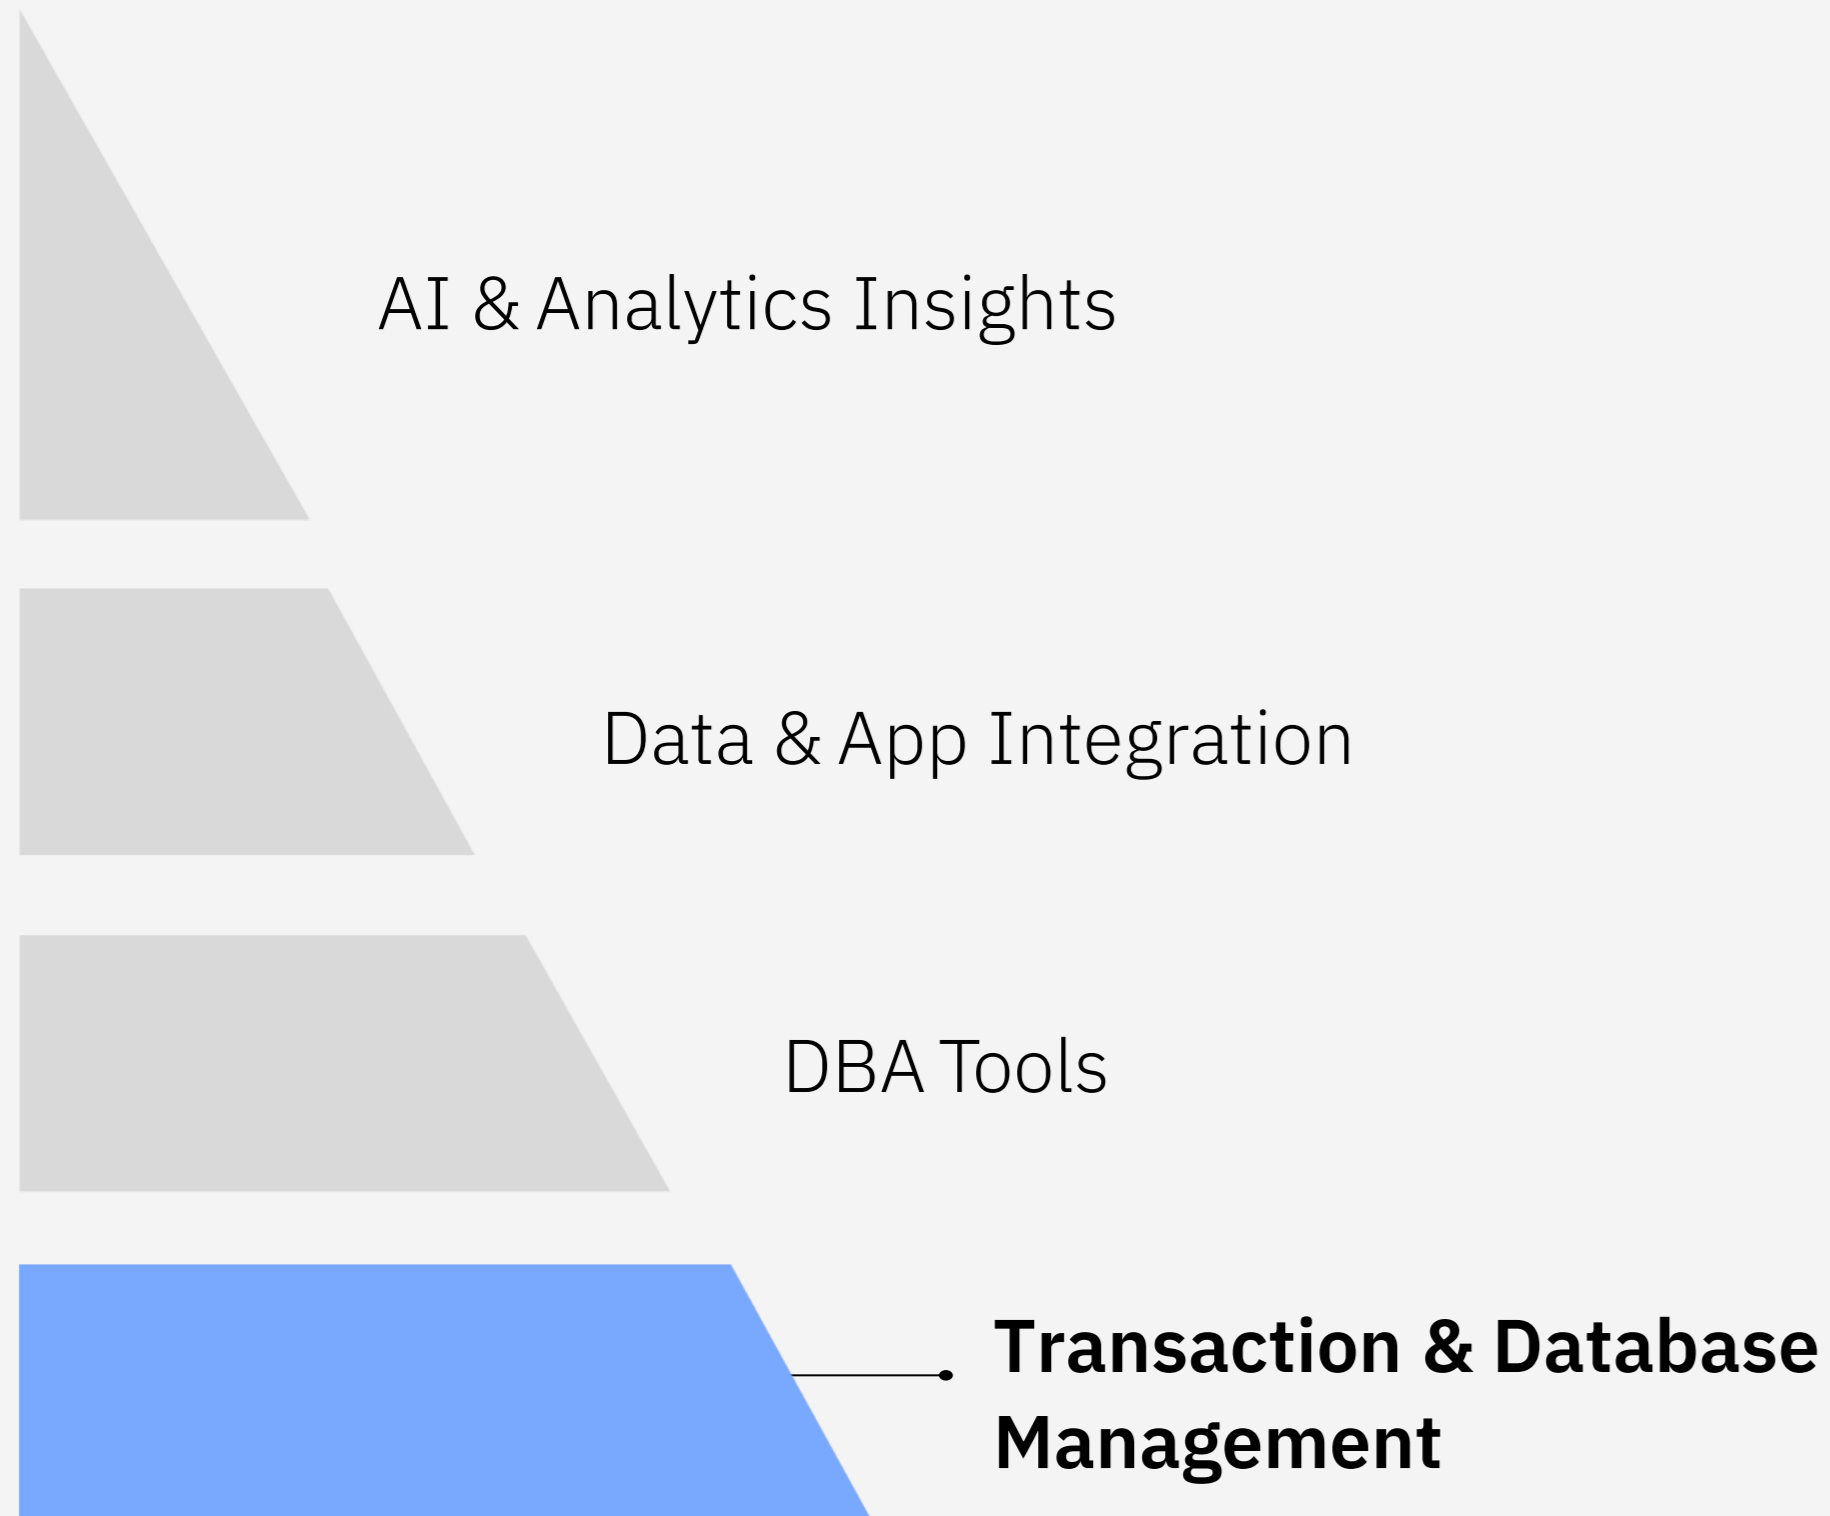 AI & Analytics Insights
Data & App Integration
DBA Tools
Transaction & Database
Management